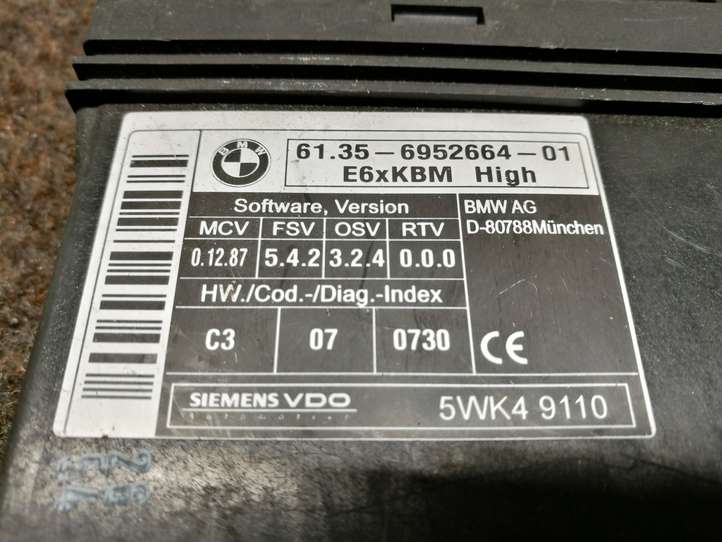 BMW
61.35-6952664-01
E6xKBM High
Software, Version
MCV FSV OSV RTV
0.12.87 5.4.2 3.2.4 0.0.0
HW./Cod.-/Diag.-Index
C3 07 0730
BMW AG
D-80788München
CE
SIEMENS VDO
Automotive
5WK4 9110